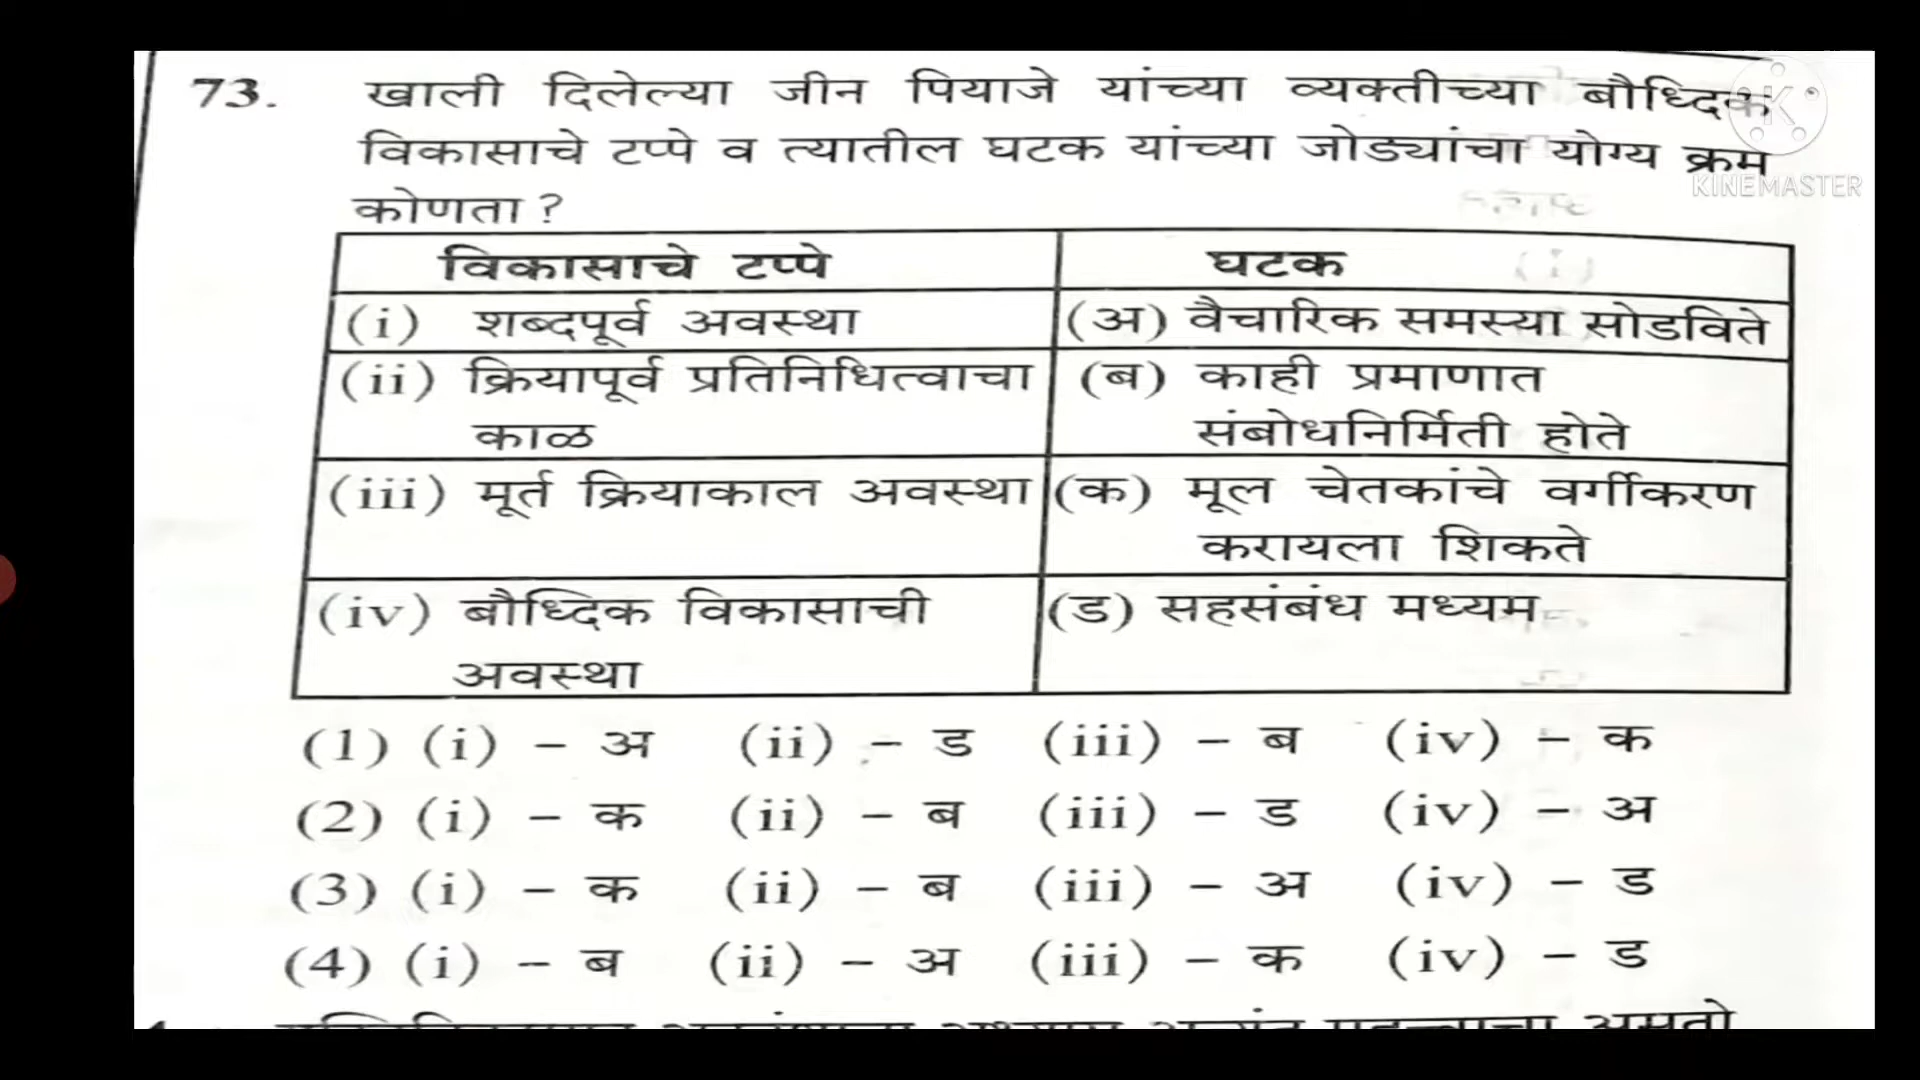 73. खाली दिलेल्या जीन पियाजे यांच्या व्यक्तीच्या बौध्दिक
विकासाचे टप्पे व त्यातील घटक यांच्या जोड्यांचा योग्य क्रम
कोणता ?
KINEMASTER
विकासाचे टप्पे घटक
(i) शब्दपूर्व अवस्था (अ) वैचारिक समस्या सोडविते
(ii) क्रियापूर्व प्रतिनिधित्वाचा (ब) काही प्रमाणात
काळ संबोधनिर्मिती होते
(iii) मूर्त क्रियाकाल अवस्था (क) मूल चेतकांचे वर्गीकरण
करायला शिकते
(iv) बौध्दिक विकासाची (ड) सहसंबंध मध्यम
अवस्था
(1) (i) - अ (ii) - ड (iii) - ब (iv) - क
(2) (i) - क (ii) - ब (iii) - ड (iv) - अ
(3) (i) - क (ii) - ब (iii) - अ (iv) - ड
(4) (i) - ब (ii) - अ (iii) - क (iv) - ड